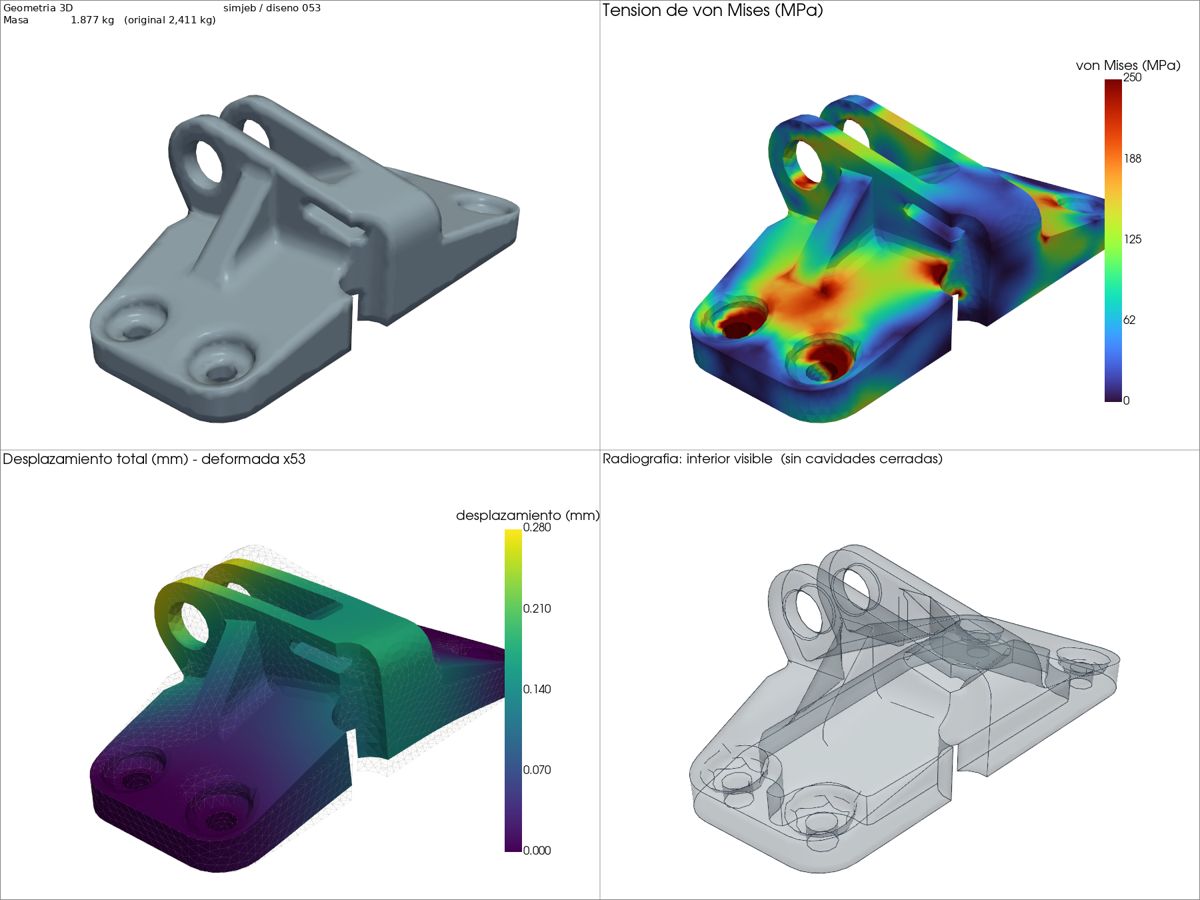 Geometria 3D
simjeb / diseno 053
Masa 1.877 kg (original 2,411 kg)
Tension de von Mises (MPa)
von Mises (MPa)
250
188
125
62
0
Desplazamiento total (mm) - deformada x53
desplazamiento (mm)
0.280
0.210
0.140
0.070
0.000
Radiografia: interior visible (sin cavidades cerradas)